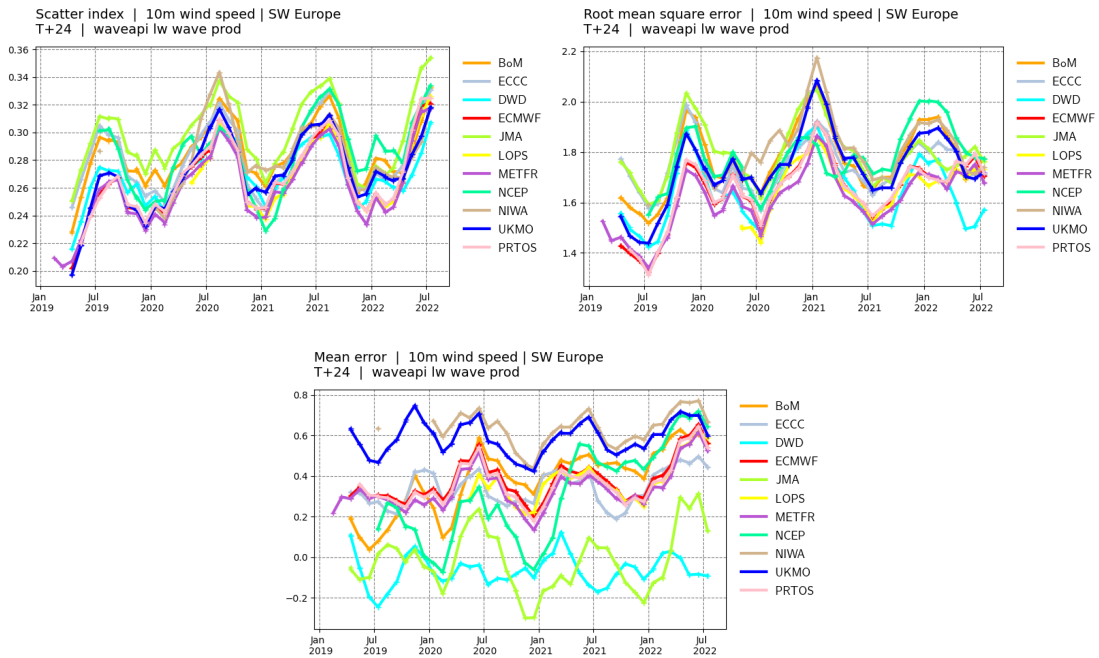 Scatter index | 10m wind speed | SW Europe
T+24 | waveapi lw wave prod
0.36
0.34
0.32
0.30
0.28
0.26
0.24
0.22
0.20
Jan Jul Jan Jul Jan Jul Jan Jul
2019 2019 2020 2020 2021 2021 2022 2022
BoM
ECCC
DWD
ECMWF
JMA
LOPS
METFR
NCEP
NIWA
UKMO
PRTOS
Root mean square error | 10m wind speed | SW Europe
T+24 | waveapi lw wave prod
2.2
2.0
1.8
1.6
1.4
Jan Jul Jan Jul Jan Jul Jan Jul
2019 2019 2020 2020 2021 2021 2022 2022
BoM
ECCC
DWD
ECMWF
JMA
LOPS
METFR
NCEP
NIWA
UKMO
PRTOS
Mean error | 10m wind speed | SW Europe
T+24 | waveapi lw wave prod
0.8
0.6
0.4
0.2
0.0
−0.2
Jan Jul Jan Jul Jan Jul Jan Jul
2019 2019 2020 2020 2021 2021 2022 2022
BoM
ECCC
DWD
ECMWF
JMA
LOPS
METFR
NCEP
NIWA
UKMO
PRTOS